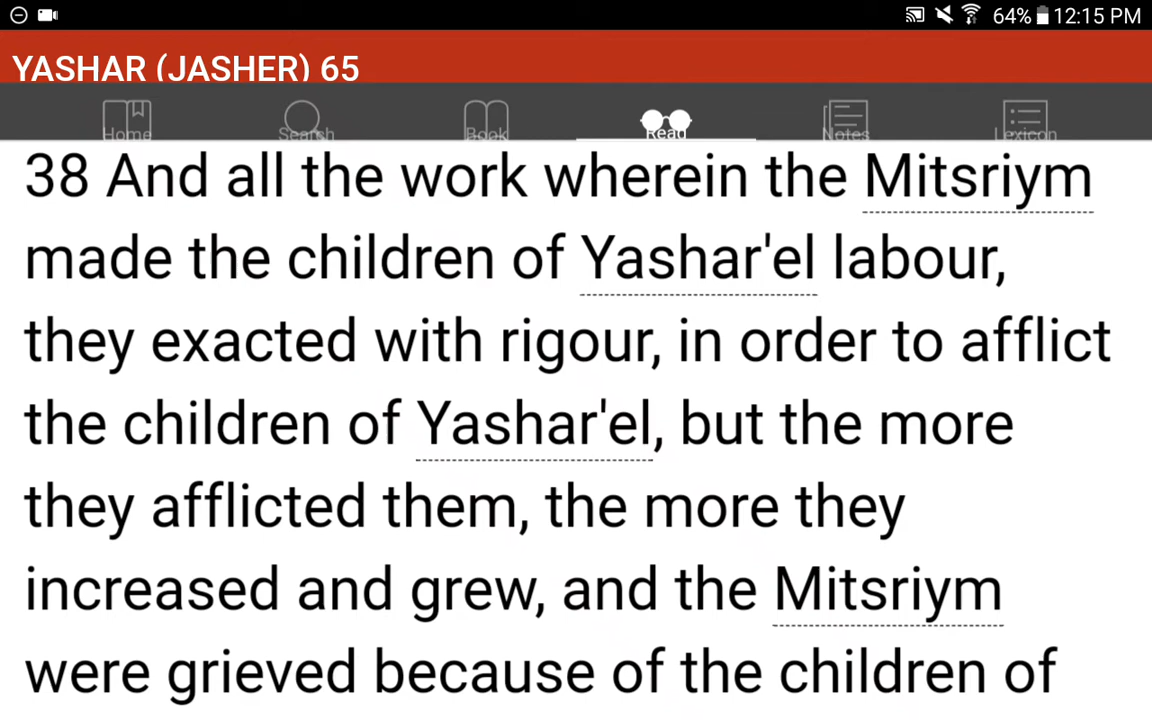 64% 12:15 PM
YASHAR (JASHER) 65
Home Search Book Read Notes Lexicon
38 And all the work wherein the Mitsriym
made the children of Yashar'el labour,
they exacted with rigour, in order to afflict
the children of Yashar'el, but the more
they afflicted them, the more they
increased and grew, and the Mitsriym
were grieved because of the children of